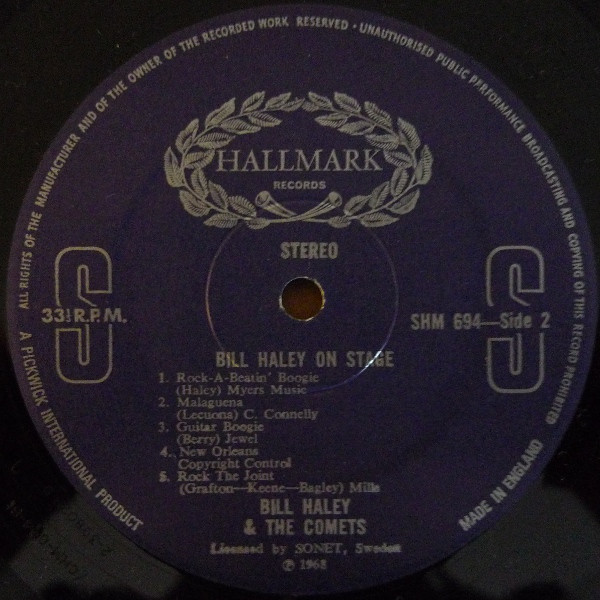 ALL RIGHTS OF THE MANUFACTURER AND OF THE OWNER OF THE RECORDED WORK RESERVED · UNAUTHORISED PUBLIC PERFORMANCE BROADCASTING AND COPYING OF THIS RECORD PROHIBITED
HALLMARK
RECORDS
STEREO
S
S
33⅓ R.P.M.
SHM 694—Side 2
BILL HALEY ON STAGE
1. Rock-A-Beatin' Boogie
(Haley) Myers Music
2. Malaguena
(Lecuona) C. Connelly
3. Guitar Boogie
(Berry) Jewel
4. New Orleans
Copyright Control
5. Rock The Joint
(Grafton—Keene—Bagley) Mills
BILL HALEY
& THE COMETS
Licensed by SONET, Sweden
℗ 1968
A PICKWICK INTERNATIONAL PRODUCT
MADE IN ENGLAND